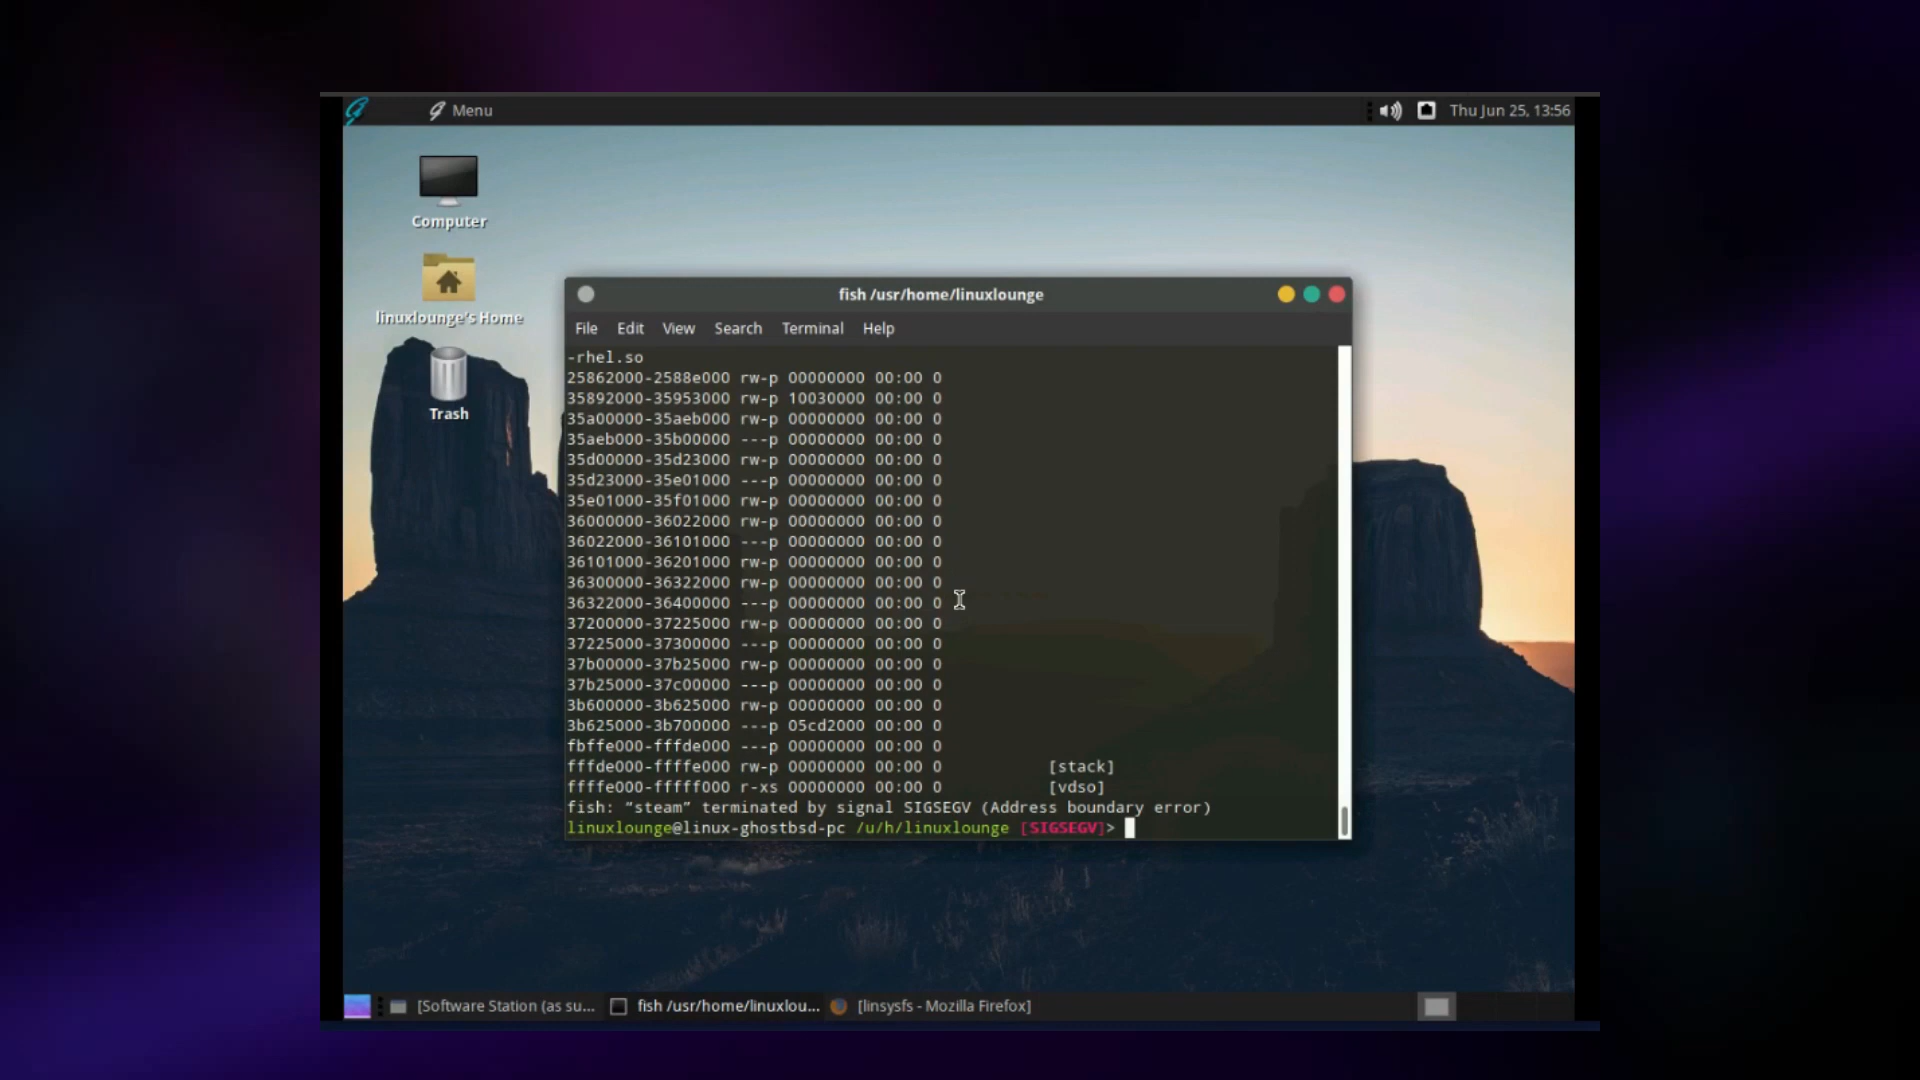 Menu
Thu Jun 25, 13:56
Computer
linuxlounge's Home
Trash
fish /usr/home/linuxlounge
File Edit View Search Terminal Help
-rhel.so
25862000-2588e000 rw-p 00000000 00:00 0
35892000-35953000 rw-p 10030000 00:00 0
35a00000-35aeb000 rw-p 00000000 00:00 0
35aeb000-35b00000 ---p 00000000 00:00 0
35d00000-35d23000 rw-p 00000000 00:00 0
35d23000-35e01000 ---p 00000000 00:00 0
35e01000-35f01000 rw-p 00000000 00:00 0
36000000-36022000 rw-p 00000000 00:00 0
36022000-36101000 ---p 00000000 00:00 0
36101000-36201000 rw-p 00000000 00:00 0
36300000-36322000 rw-p 00000000 00:00 0
36322000-36400000 ---p 00000000 00:00 0
37200000-37225000 rw-p 00000000 00:00 0
37225000-37300000 ---p 00000000 00:00 0
37b00000-37b25000 rw-p 00000000 00:00 0
37b25000-37c00000 ---p 00000000 00:00 0
3b600000-3b625000 rw-p 00000000 00:00 0
3b625000-3b700000 ---p 05cd2000 00:00 0
fbffe000-fffde000 ---p 00000000 00:00 0
fffde000-ffffe000 rw-p 00000000 00:00 0 [stack]
ffffe000-fffff000 r-xs 00000000 00:00 0 [vdso]
fish: “steam” terminated by signal SIGSEGV (Address boundary error)
linuxlounge@linux-ghostbsd-pc /u/h/linuxlounge [SIGSEGV]>
[Software Station (as su... fish /usr/home/linuxlou... [linsysfs - Mozilla Firefox]